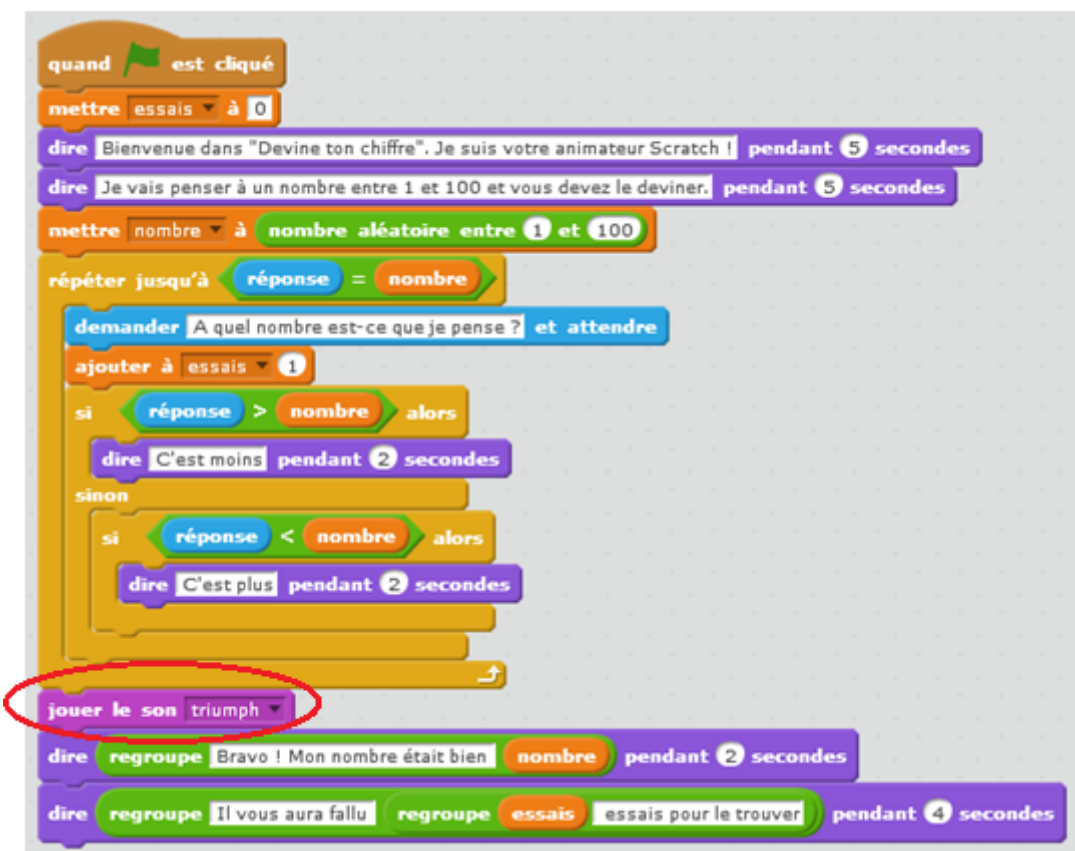 quand est cliqué
mettre essais à 0
dire Bienvenue dans "Devine ton chiffre". Je suis votre animateur Scratch ! pendant 5 secondes
dire Je vais penser à un nombre entre 1 et 100 et vous devez le deviner. pendant 5 secondes
mettre nombre à nombre aléatoire entre 1 et 100
répéter jusqu'à réponse = nombre
demander A quel nombre est-ce que je pense ? et attendre
ajouter à essais 1
si réponse > nombre alors
dire C'est moins pendant 2 secondes
sinon
si réponse < nombre alors
dire C'est plus pendant 2 secondes
jouer le son triumph
dire regroupe Bravo ! Mon nombre était bien nombre pendant 2 secondes
dire regroupe Il vous aura fallu regroupe essais essais pour le trouver pendant 4 secondes